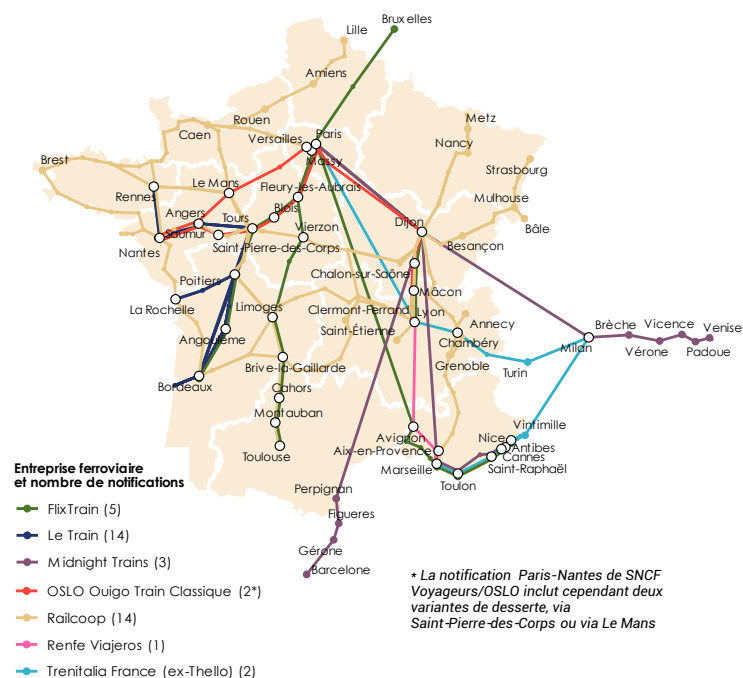 Bruxelles
Lille
Amiens
Rouen
Caen
Versailles
Paris
Massy
Metz
Nancy
Strasbourg
Brest
Rennes
Le Mans
Fleury-les-Aubrais
Mulhouse
Angers
Tours
Blois
Vierzon
Dijon
Bâle
Saumur
Nantes
Saint-Pierre-des-Corps
Besançon
Poitiers
Chalon-sur-Saône
La Rochelle
Limoges
Clermont-Ferrand
Mâcon
Lyon
Annecy
Brèche
Vicence
Venise
Angoulême
Saint-Étienne
Chambéry
Milan
Vérone
Padoue
Bordeaux
Brive-la-Gaillarde
Grenoble
Turin
Cahors
Montauban
Avignon
Nice
Vintimille
Toulouse
Aix-en-Provence
Antibes
Cannes
Marseille
Saint-Raphaël
Toulon
Perpignan
Figueres
Gérone
Barcelone
Entreprise ferroviaire
et nombre de notifications
FlixTrain (5)
Le Train (14)
Midnight Trains (3)
OSLO Ouigo Train Classique (2*)
Railcoop (14)
Renfe Viajeros (1)
Trenitalia France (ex-Thello) (2)
* La notification Paris-Nantes de SNCF
Voyageurs/OSLO inclut cependant deux
variantes de desserte, via
Saint-Pierre-des-Corps ou via Le Mans